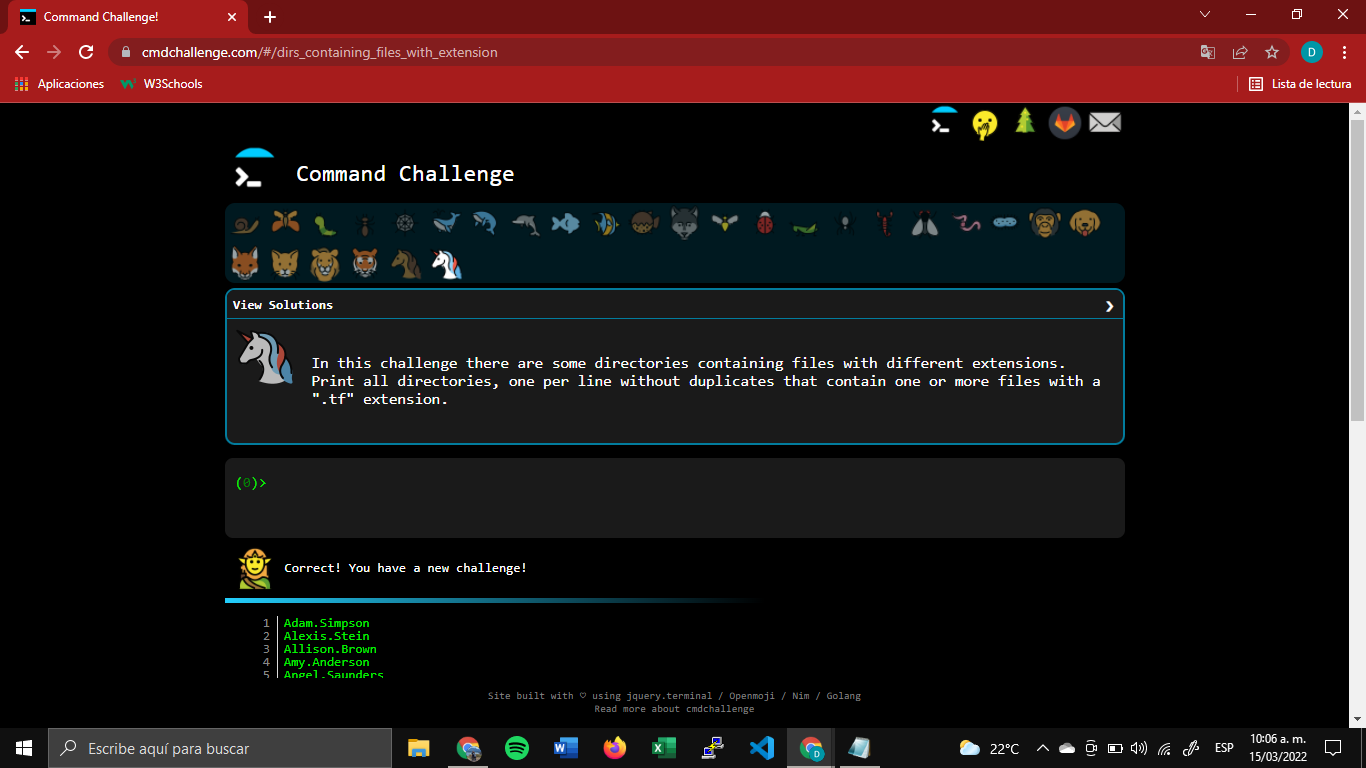 Command Challenge!
cmdchallenge.com/#/dirs_containing_files_with_extension
D
Aplicaciones
W3Schools
Lista de lectura
Command Challenge
View Solutions
In this challenge there are some directories containing files with different extensions.
Print all directories, one per line without duplicates that contain one or more files with a
".tf" extension.
(0)>
Correct! You have a new challenge!
1 Adam.Simpson
2 Alexis.Stein
3 Allison.Brown
4 Amy.Anderson
5 Angel.Saunders
Site built with ♡ using jquery.terminal / Openmoji / Nim / Golang
Read more about cmdchallenge
Escribe aquí para buscar
22°C
ESP
10:06 a. m.
15/03/2022